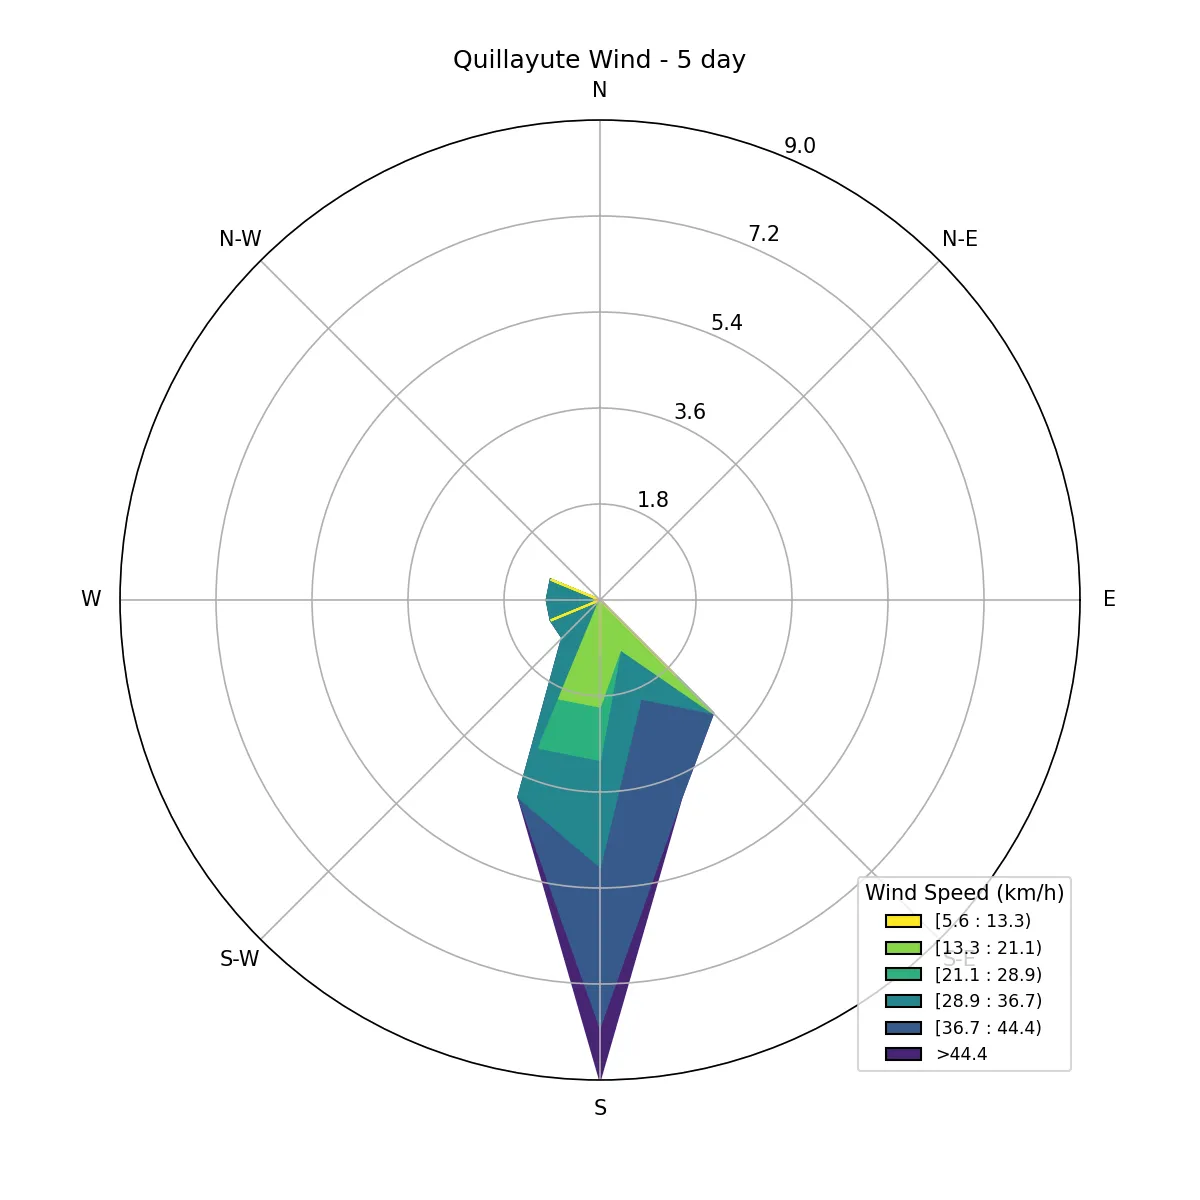 Quillayute Wind - 5 day
N
9.0
7.2
N-W
N-E
5.4
3.6
1.8
W
E
Wind Speed (km/h)
[5.6 : 13.3)
[13.3 : 21.1)
S-W
S-E
[21.1 : 28.9)
[28.9 : 36.7)
[36.7 : 44.4)
>44.4
S